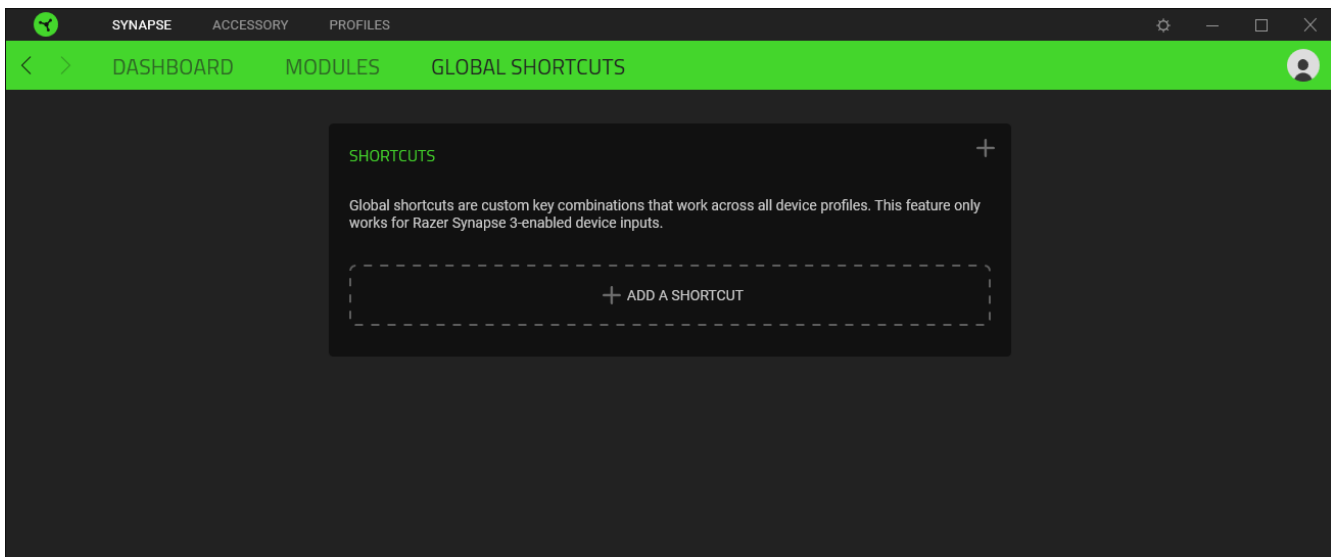 SYNAPSE ACCESSORY PROFILES
DASHBOARD MODULES GLOBAL SHORTCUTS
SHORTCUTS
Global shortcuts are custom key combinations that work across all device profiles. This feature only
works for Razer Synapse 3-enabled device inputs.
ADD A SHORTCUT